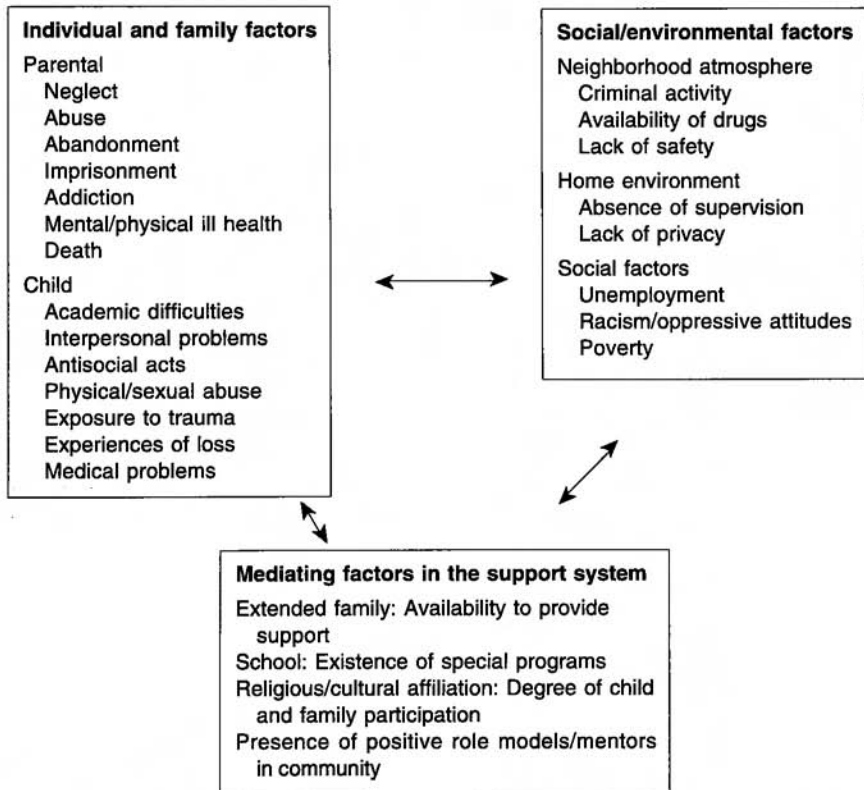 Individual and family factors
Parental
Neglect
Abuse
Abandonment
Imprisonment
Addiction
Mental/physical ill health
Death
Child
Academic difficulties
Interpersonal problems
Antisocial acts
Physical/sexual abuse
Exposure to trauma
Experiences of loss
Medical problems
Social/environmental factors
Neighborhood atmosphere
Criminal activity
Availability of drugs
Lack of safety
Home environment
Absence of supervision
Lack of privacy
Social factors
Unemployment
Racism/oppressive attitudes
Poverty
Mediating factors in the support system
Extended family: Availability to provide
support
School: Existence of special programs
Religious/cultural affiliation: Degree of child
and family participation
Presence of positive role models/mentors
in community